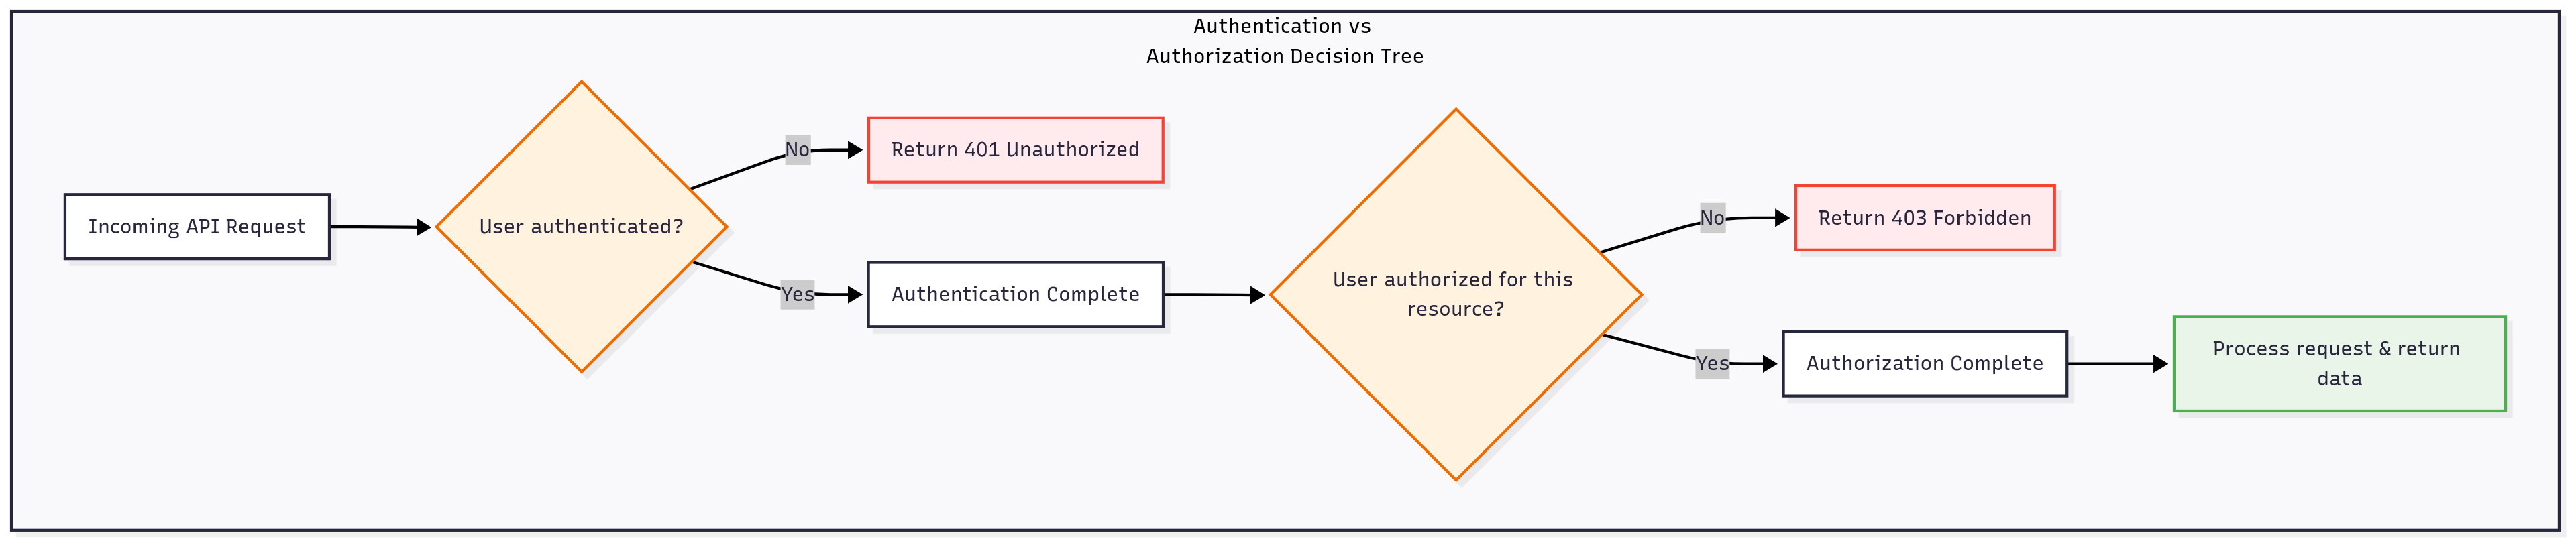 Authentication vs
Authorization Decision Tree
Incoming API Request
User authenticated?
No
Return 401 Unauthorized
Yes
Authentication Complete
User authorized for this
resource?
No
Return 403 Forbidden
Yes
Authorization Complete
Process request & return
data